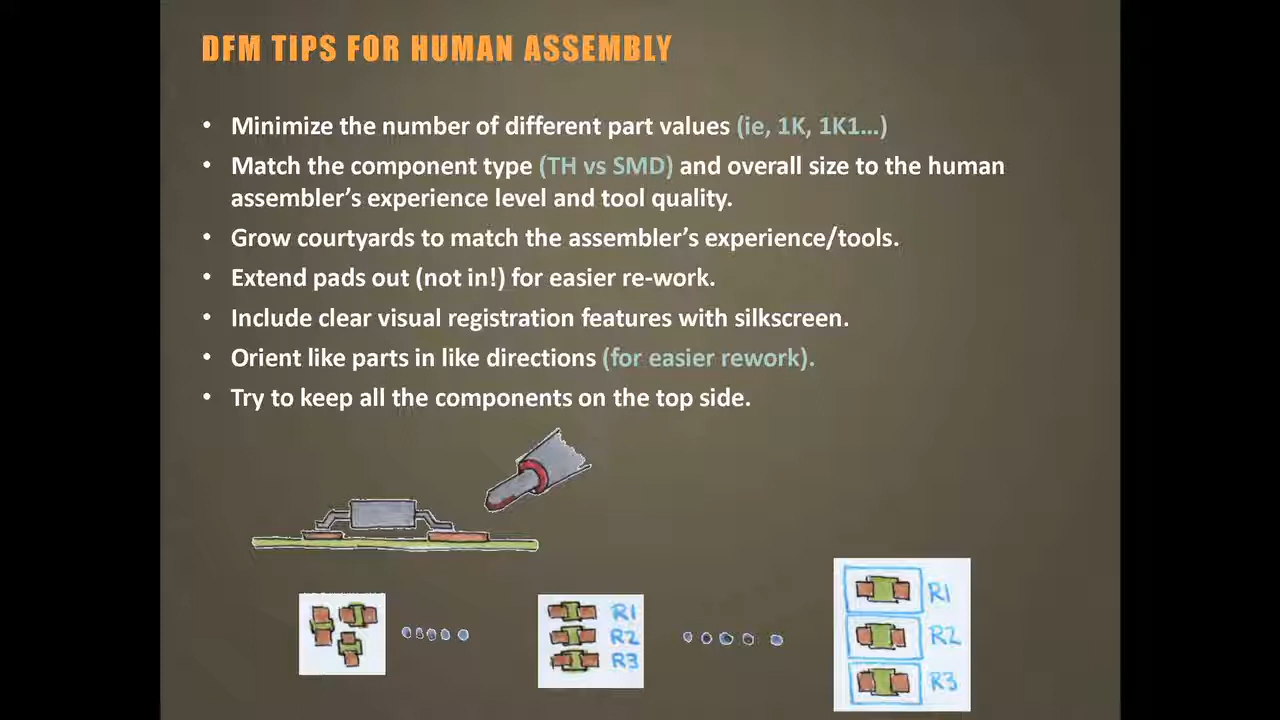 DFM TIPS FOR HUMAN ASSEMBLY
• Minimize the number of different part values (ie, 1K, 1K1...)
• Match the component type (TH vs SMD) and overall size to the human
assembler's experience level and tool quality.
• Grow courtyards to match the assembler's experience/tools.
• Extend pads out (not in!) for easier re-work.
• Include clear visual registration features with silkscreen.
• Orient like parts in like directions (for easier rework).
• Try to keep all the components on the top side.
R1
R2
R3
R1
R2
R3